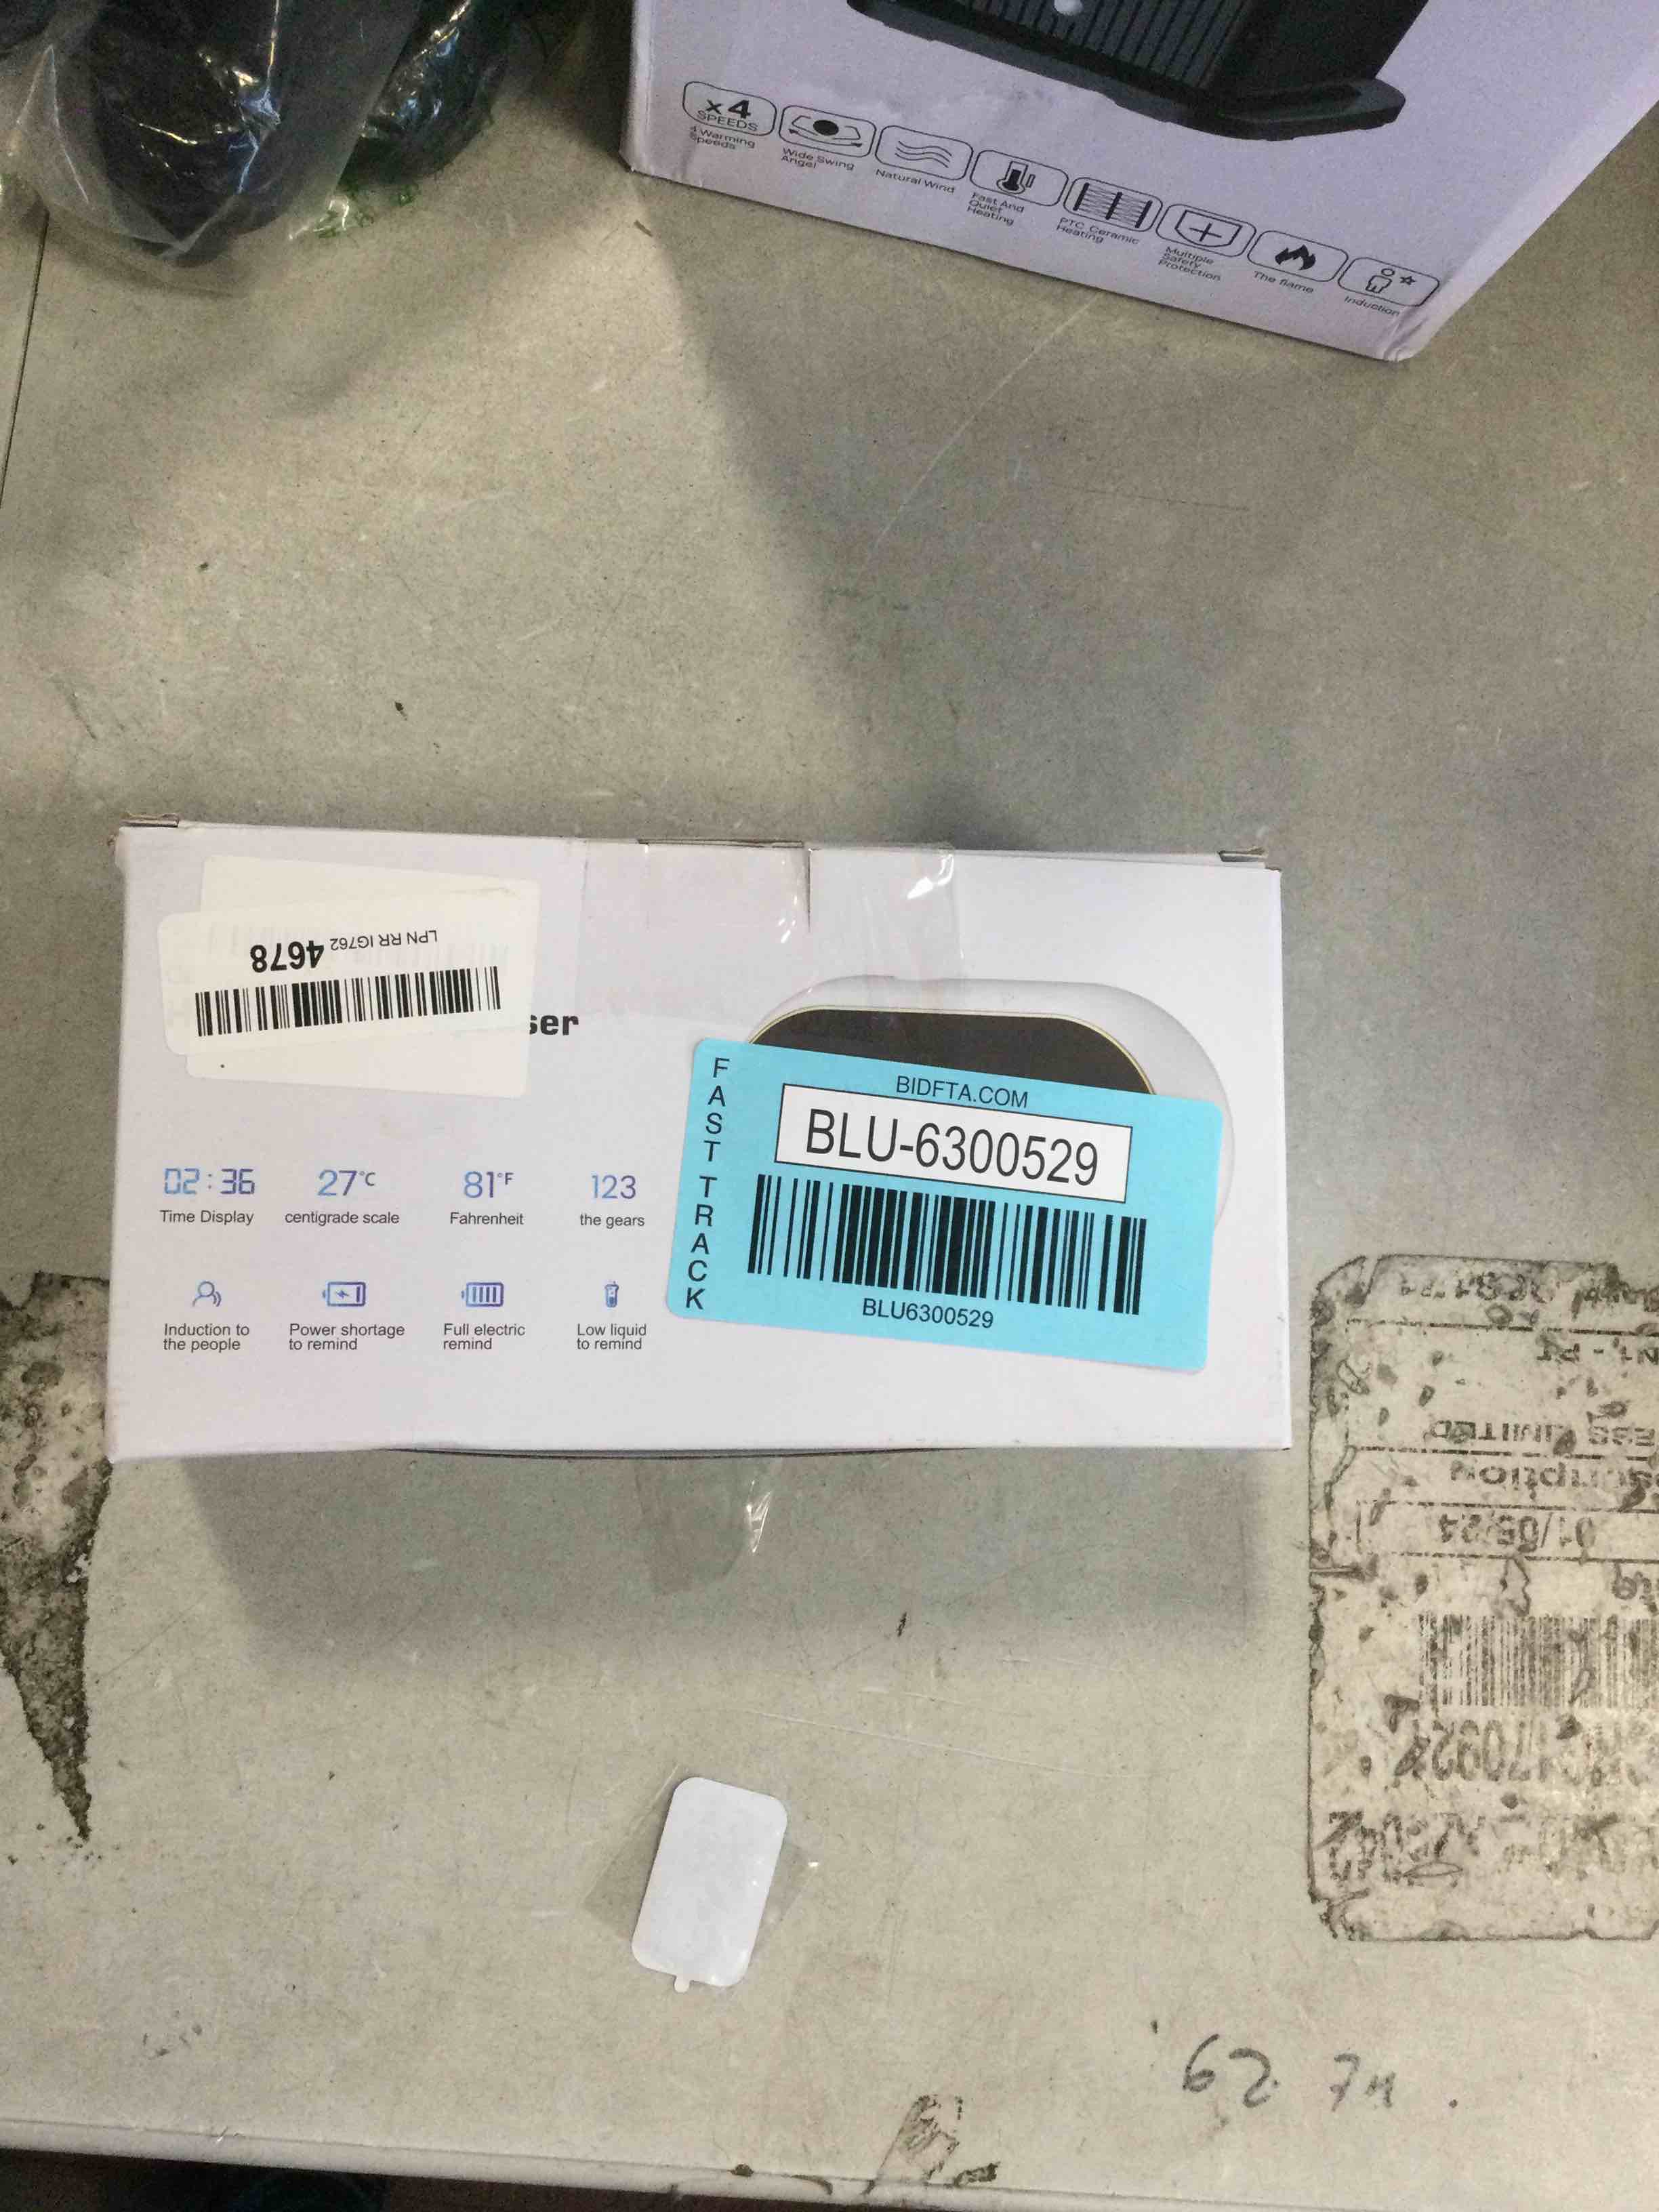 x4
SPEEDS
4 Warming
Speeds
Wide Swing
Angel
Natural Wind
Fast And
Quiet
Heating
PTC Ceramic
Heating
Multiple
Safety
Protection
The flame
Induction
LPN RR IG762 4678
ser
02:36
Time Display
27°C
centigrade scale
81°F
Fahrenheit
123
the gears
Induction to
the people
Power shortage
to remind
Full electric
remind
Low liquid
to remind
FAST TRACK
BIDFTA.COM
BLU-6300529
BLU6300529
LIMITED
01/05/24
62 7